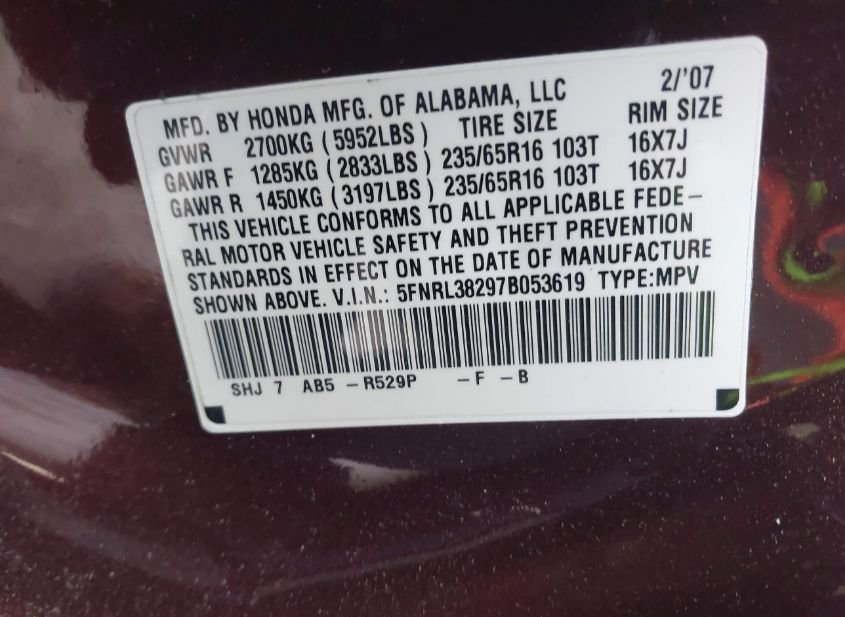 MFD. BY HONDA MFG. OF ALABAMA, LLC 2/'07
GVWR 2700KG ( 5952LBS ) TIRE SIZE RIM SIZE
GAWR F 1285KG ( 2833LBS ) 235/65R16 103T 16X7J
GAWR R 1450KG ( 3197LBS ) 235/65R16 103T 16X7J
THIS VEHICLE CONFORMS TO ALL APPLICABLE FEDE–
RAL MOTOR VEHICLE SAFETY AND THEFT PREVENTION
STANDARDS IN EFFECT ON THE DATE OF MANUFACTURE
SHOWN ABOVE. V.I.N.: 5FNRL38297B053619 TYPE:MPV
SHJ 7 AB5 –R529P –F –B